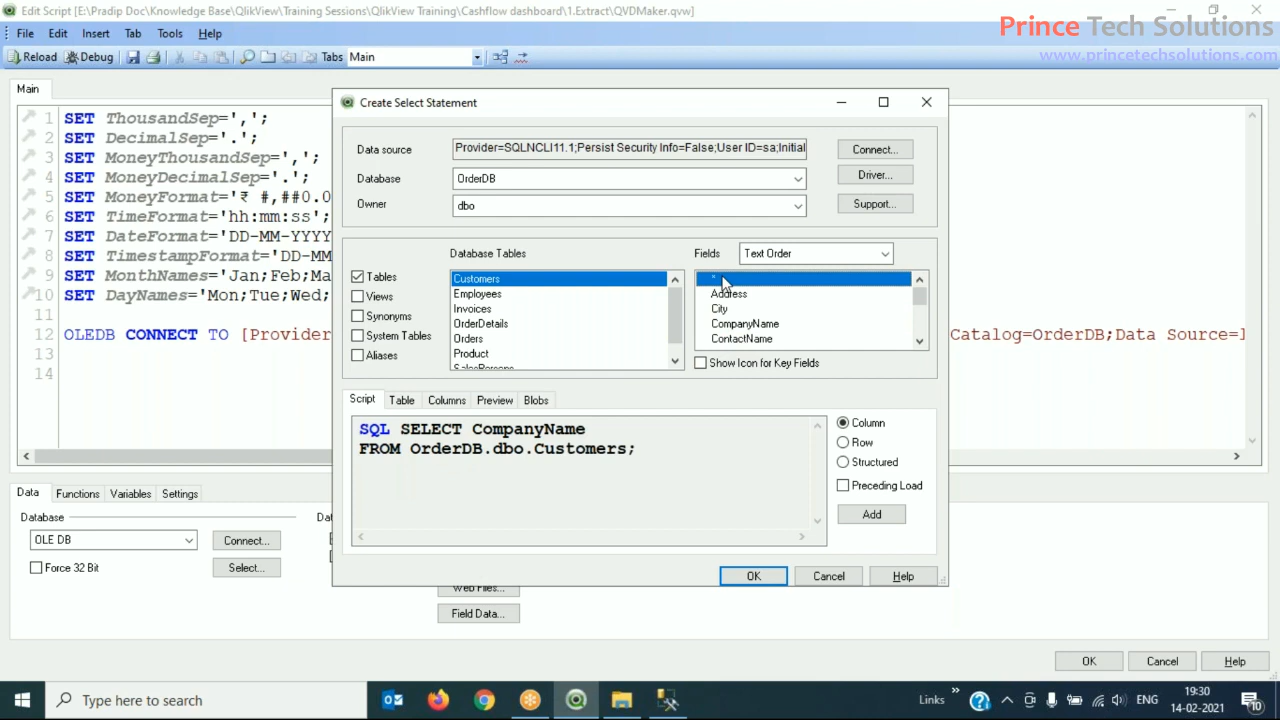 Edit Script [E:\Pradip Doc\Knowledge Base\QlikView\Training Sessions\QlikView Training\Cashflow dashboard\1.Extract\QVDMaker.qvw]
Prince Tech Solutions
www.princetechsolutions.com
File Edit Insert Tab Tools Help
Reload Debug Tabs Main
Main
1 SET ThousandSep=',';
2 SET DecimalSep='.';
3 SET MoneyThousandSep=',';
4 SET MoneyDecimalSep='.';
5 SET MoneyFormat='₹ #,##0.0
6 SET TimeFormat='hh:mm:ss';
7 SET DateFormat='DD-MM-YYYY
8 SET TimestampFormat='DD-MM
9 SET MonthNames='Jan;Feb;Ma
10 SET DayNames='Mon;Tue;Wed;
11
12 OLEDB CONNECT TO [Provider Catalog=OrderDB;Data Source=
13
14
Create Select Statement
Data source Provider=SQLNCLI11.1;Persist Security Info=False;User ID=sa;Initial Connect...
Database OrderDB Driver...
Owner dbo Support...
Database Tables Fields Text Order
Tables
Views
Synonyms
System Tables
Aliases
Customers
Employees
Invoices
OrderDetails
Orders
Product
SalesPersons
*
Address
City
CompanyName
ContactName
Show Icon for Key Fields
Script Table Columns Preview Blobs
SQL SELECT CompanyName
FROM OrderDB.dbo.Customers;
Column
Row
Structured
Preceding Load
Add
OK Cancel Help
Data Functions Variables Settings
Database
OLE DB Connect...
Force 32 Bit Select...
Web Files...
Field Data...
OK Cancel Help
Type here to search
Links
ENG
19:30
14-02-2021
10